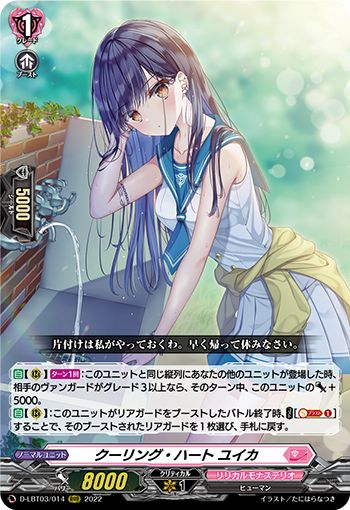 1
グレード
ブースト
5000
シールド
片付けは私がやっておくわ。早く帰って休みなさい。
自【R】ターン1回:このユニットと同じ縦列にあなたの他のユニットが登場した時、
相手のヴァンガードがグレード3以上なら、そのターン中、このユニットの+
5000。
自【R】:このユニットがリアガードをブーストしたバトル終了時、[ブラスト1]
することで、そのブーストされたリアガードを1枚選び、手札に戻す。
ノーマルユニット
クーリング・ハート ユイカ
リリカルモナステリオ
パワー 8000
クリティカル
1
ヒューマン
D-LBT03/014 RRR 2022
イラスト/たにはらなつき